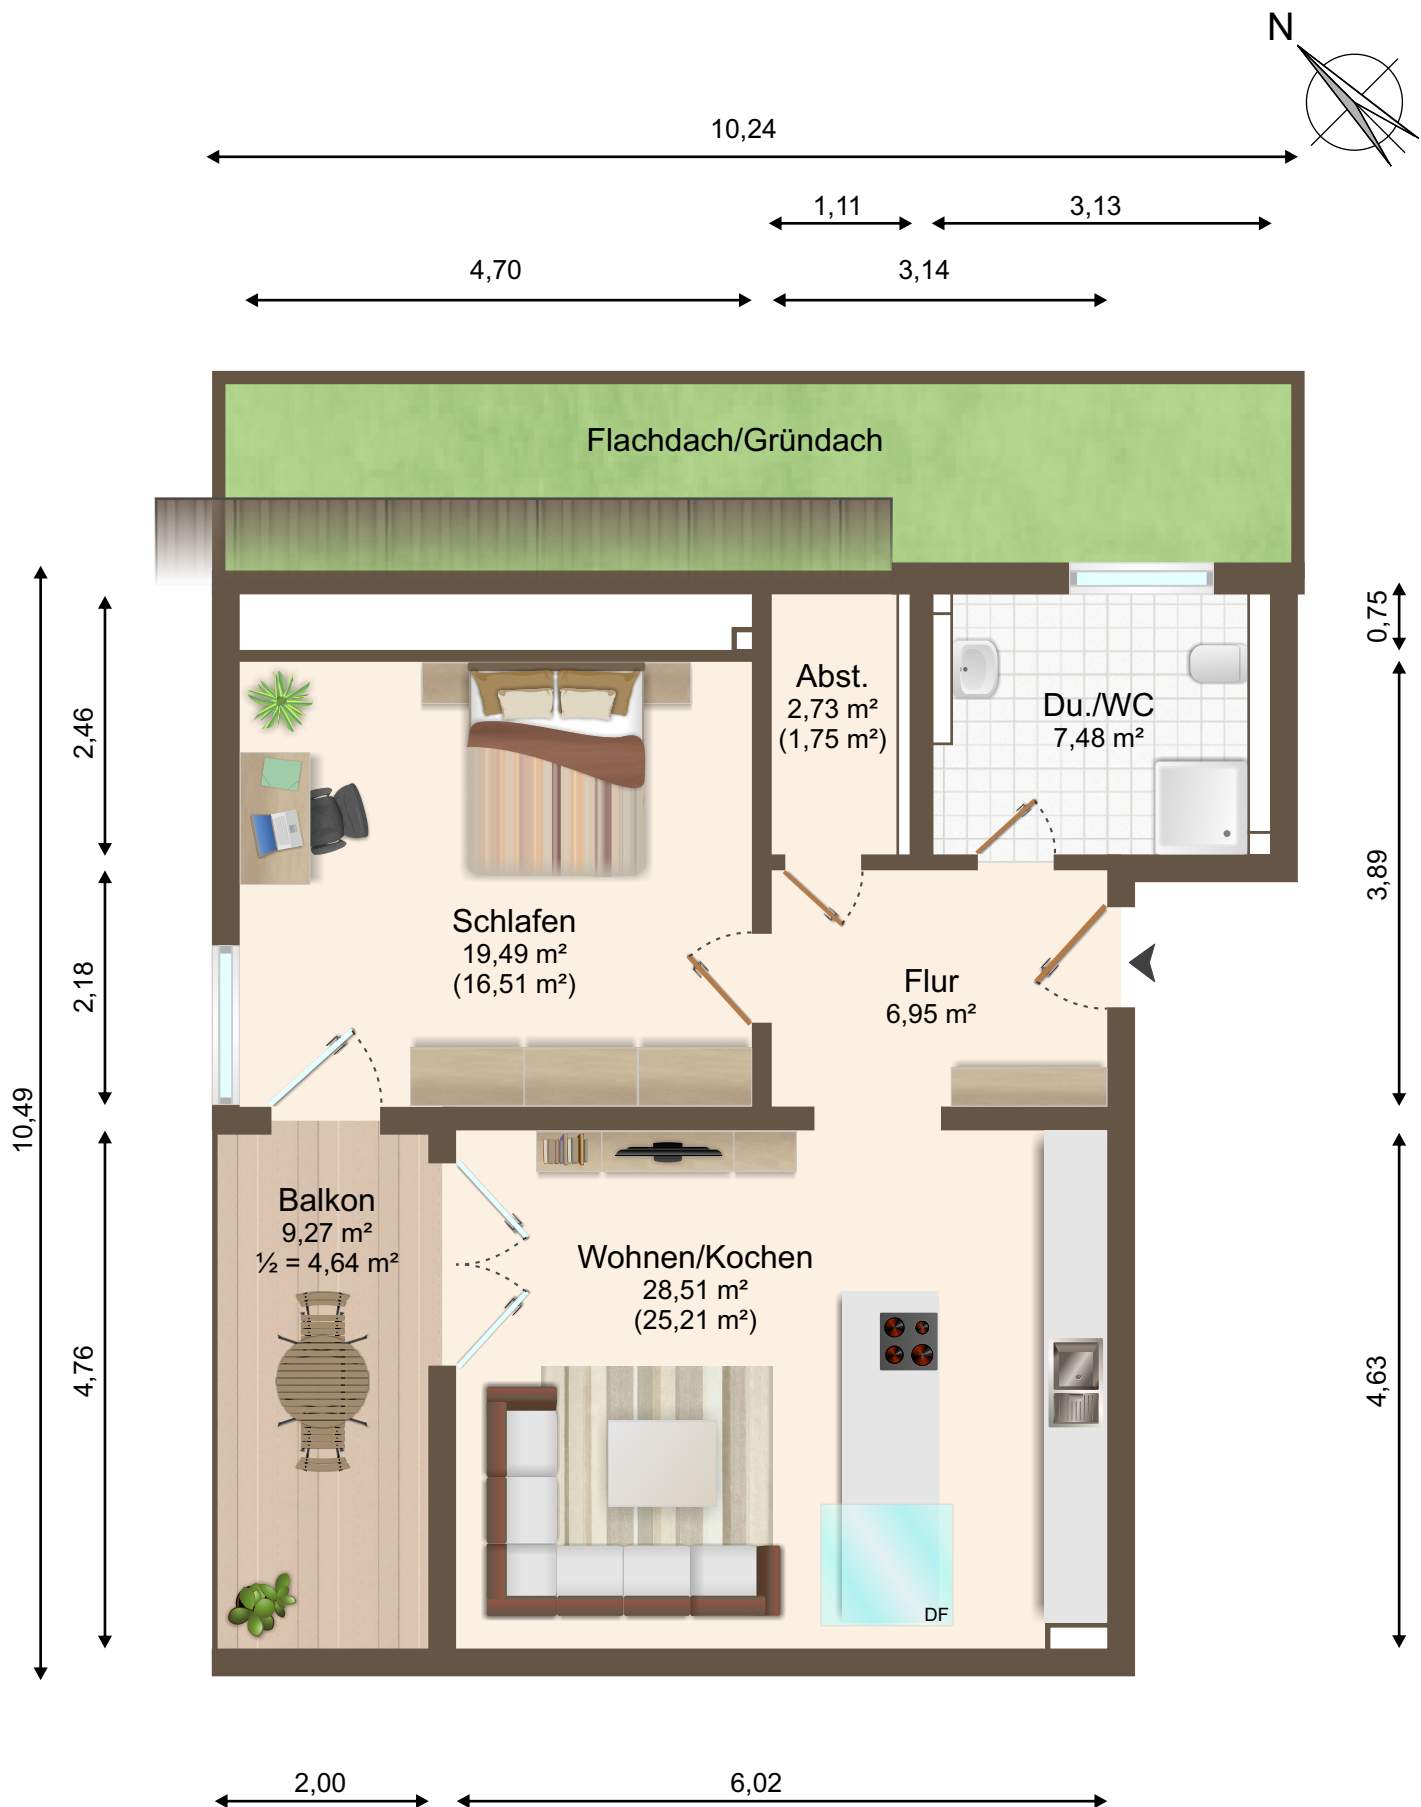 N
10,24
1,11
3,13
4,70
3,14
Flachdach/Gründach
0,75
2,46
Abst.
2,73 m²
(1,75 m²)
Du./WC
7,48 m²
3,89
Schlafen
19,49 m²
(16,51 m²)
2,18
Flur
6,95 m²
10,49
Balkon
9,27 m²
½ = 4,64 m²
Wohnen/Kochen
28,51 m²
(25,21 m²)
4,76
4,63
DF
2,00
6,02